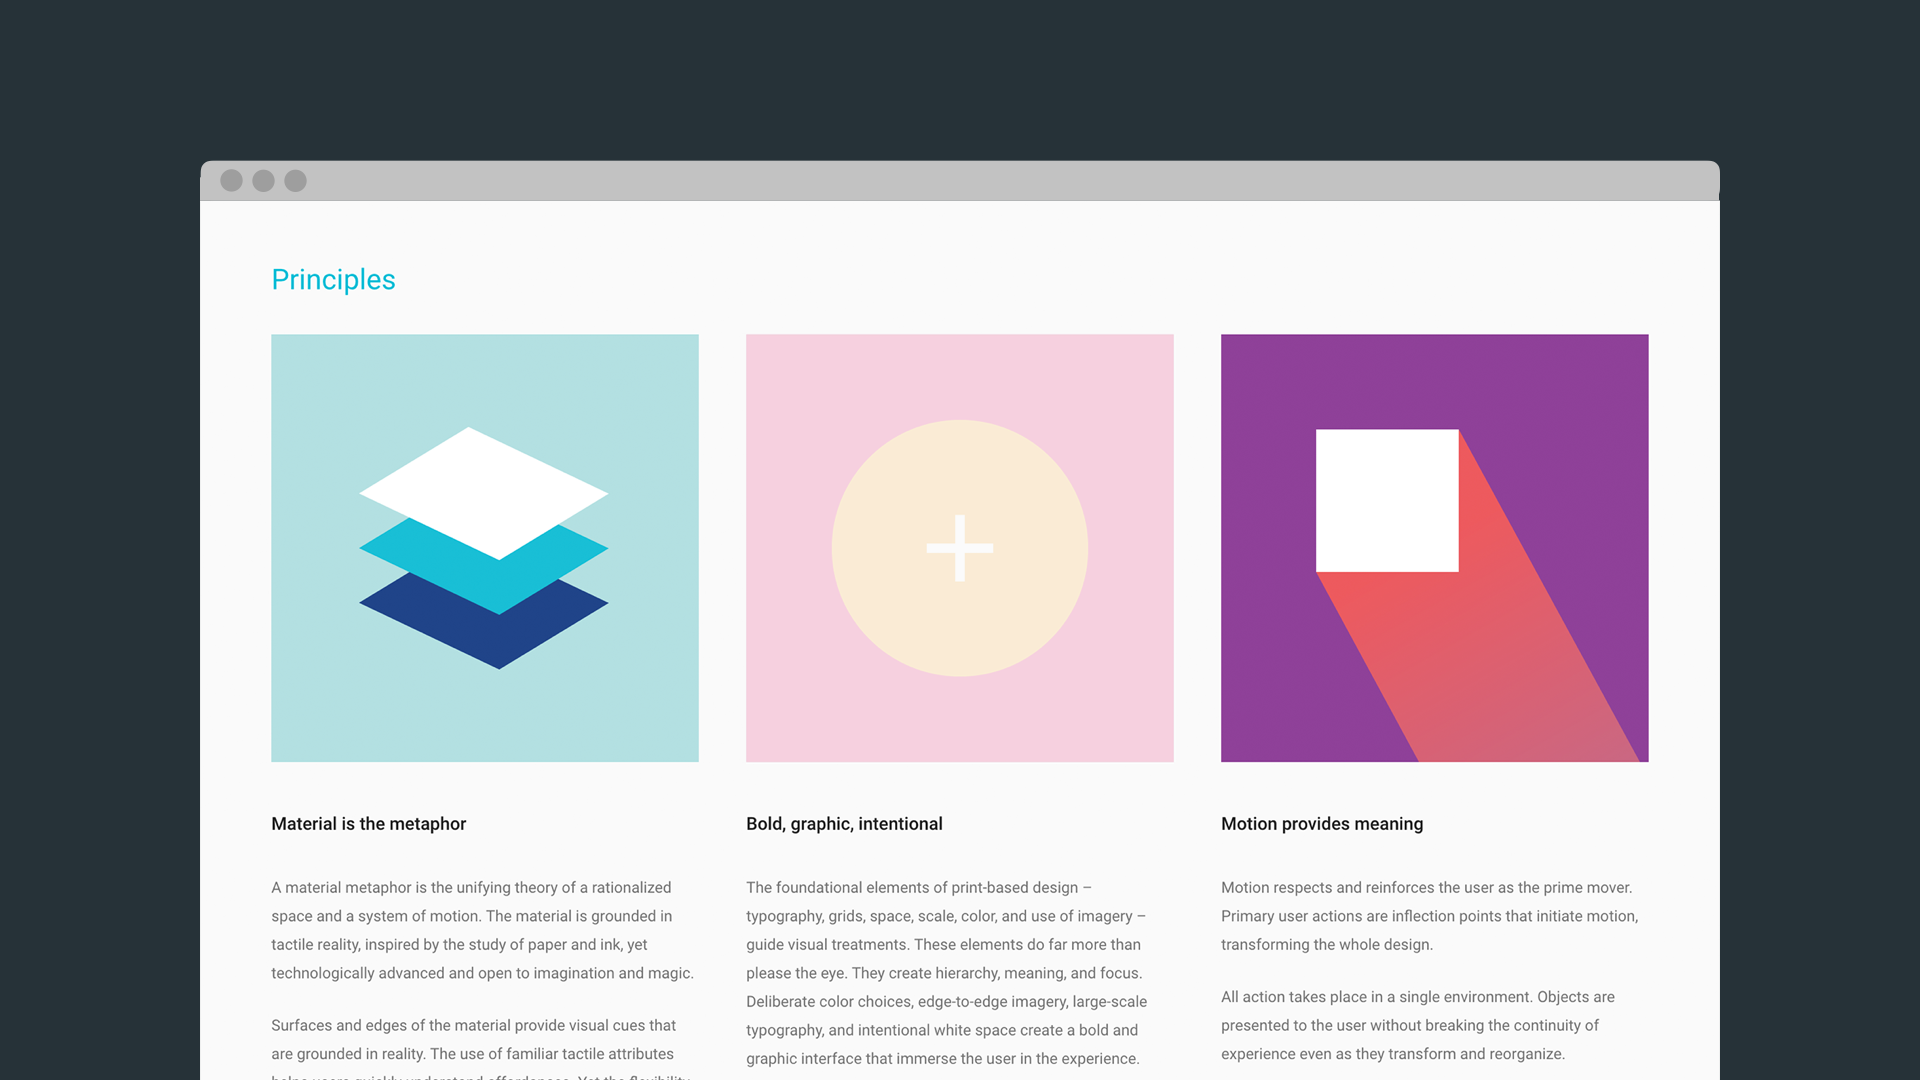 Principles
Material is the metaphor
A material metaphor is the unifying theory of a rationalized
space and a system of motion. The material is grounded in
tactile reality, inspired by the study of paper and ink, yet
technologically advanced and open to imagination and magic.
Surfaces and edges of the material provide visual cues that
are grounded in reality. The use of familiar tactile attributes
helps users quickly understand affordances. Yet the flexibility
Bold, graphic, intentional
The foundational elements of print-based design –
typography, grids, space, scale, color, and use of imagery –
guide visual treatments. These elements do far more than
please the eye. They create hierarchy, meaning, and focus.
Deliberate color choices, edge-to-edge imagery, large-scale
typography, and intentional white space create a bold and
graphic interface that immerse the user in the experience.
Motion provides meaning
Motion respects and reinforces the user as the prime mover.
Primary user actions are inflection points that initiate motion,
transforming the whole design.
All action takes place in a single environment. Objects are
presented to the user without breaking the continuity of
experience even as they transform and reorganize.